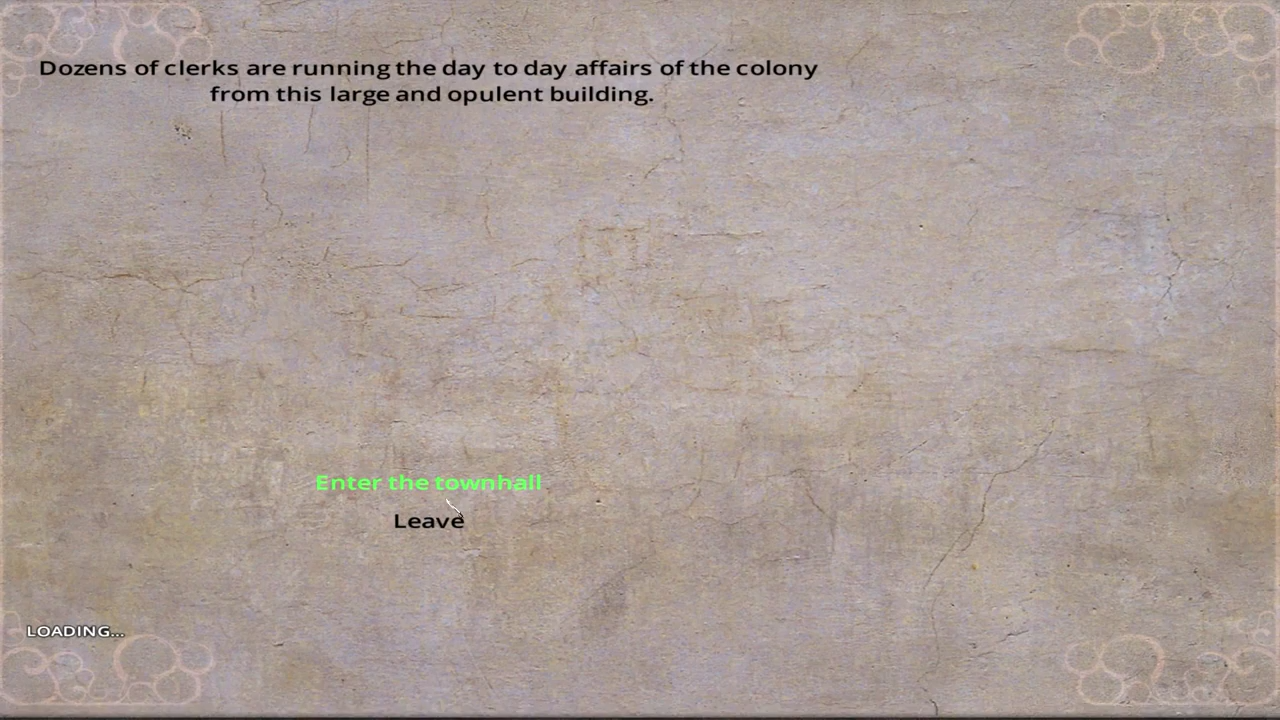 Dozens of clerks are running the day to day affairs of the colony
from this large and opulent building.
Enter the townhall
Leave
LOADING...